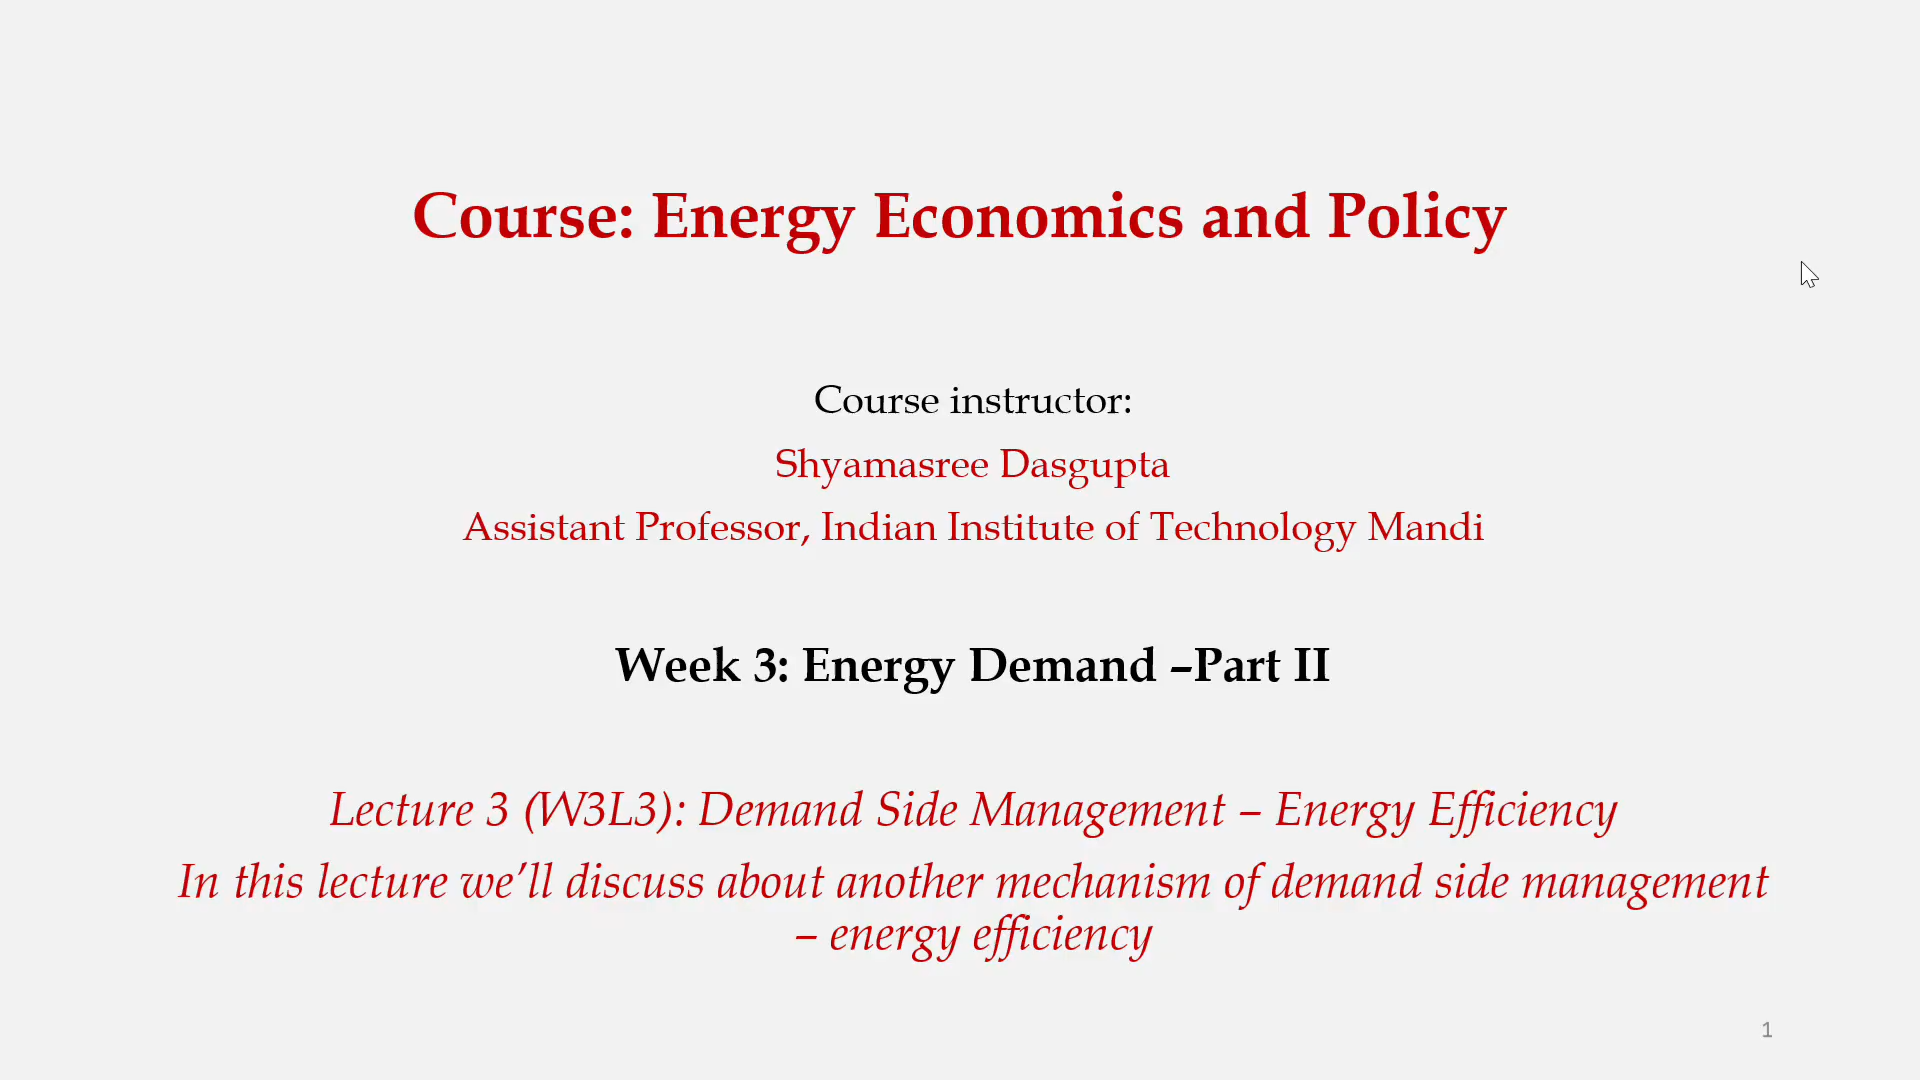 Course: Energy Economics and Policy
Course instructor:
Shyamasree Dasgupta
Assistant Professor, Indian Institute of Technology Mandi
Week 3: Energy Demand –Part II
Lecture 3 (W3L3): Demand Side Management – Energy Efficiency
In this lecture we’ll discuss about another mechanism of demand side management
– energy efficiency
1